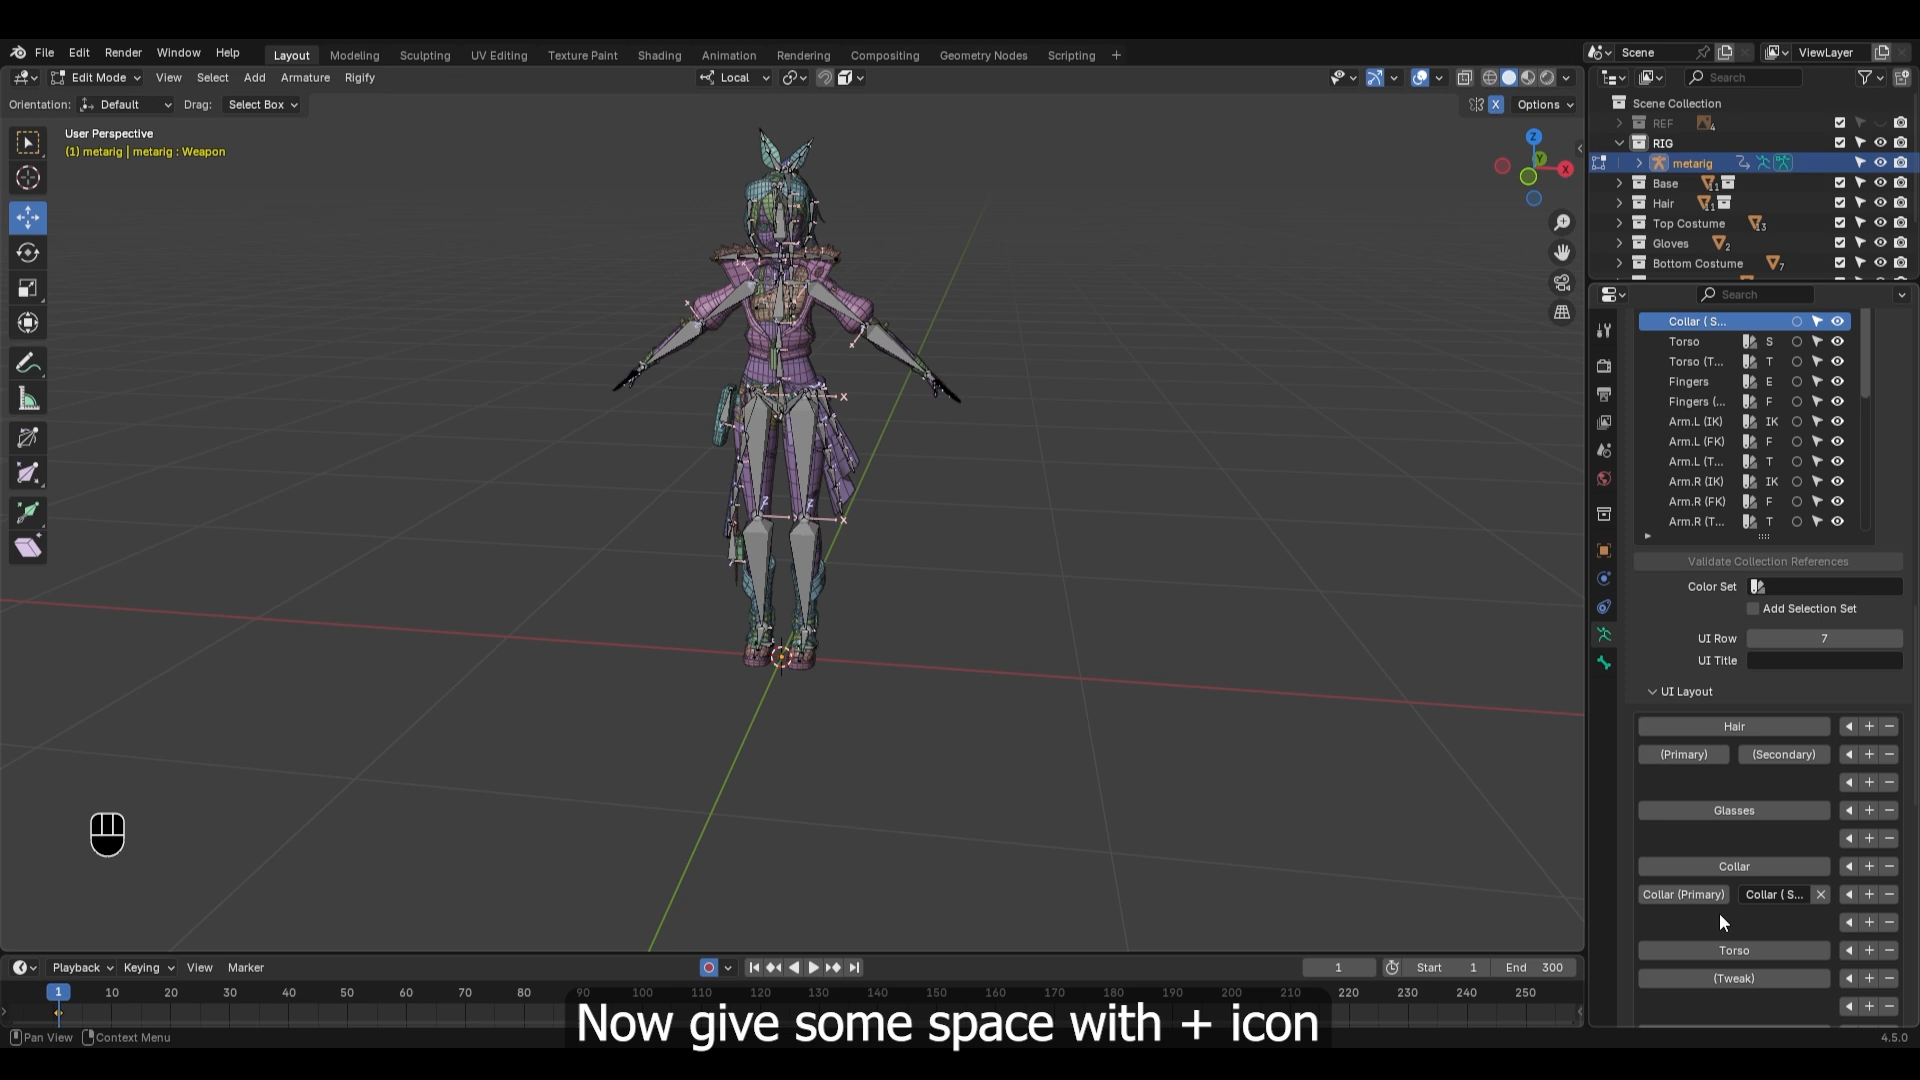 File Edit Render Window Help Layout Modeling Sculpting UV Editing Texture Paint Shading Animation Rendering Compositing Geometry Nodes Scripting + Scene ViewLayer
Edit Mode View Select Add Armature Rigify Local Search
Orientation: Default Drag: Select Box X Options
User Perspective
(1) metarig | metarig : Weapon
Z
Y
X
Scene Collection
REF 4
RIG
metarig
Base 11
Hair 11
Top Costume 13
Gloves 2
Bottom Costume 7
Search
Collar ( S...
Torso S
Torso (T... T
Fingers E
Fingers (... F
Arm.L (IK) IK
Arm.L (FK) F
Arm.L (T... T
Arm.R (IK) IK
Arm.R (FK) F
Arm.R (T... T
Validate Collection References
Color Set
Add Selection Set
UI Row 7
UI Title
UI Layout
Hair
(Primary) (Secondary)
Glasses
Collar
Collar (Primary) Collar ( S...
Torso
(Tweak)
Playback Keying View Marker 1 Start 1 End 300
1 10 20 30 40 50 60 70 80 90 100 110 120 130 140 150 160 170 180 190 200 210 220 230 240 250
Now give some space with + icon
Pan View Context Menu 4.5.0